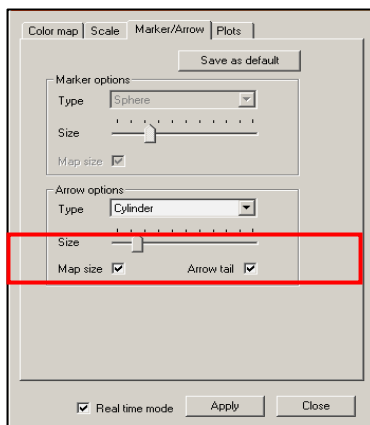 Color map Scale Marker/Arrow Plots
Save as default
Marker options
Type Sphere
Size
Map size
Arrow options
Type Cylinder
Size
Map size Arrow tail
Real time mode Apply Close